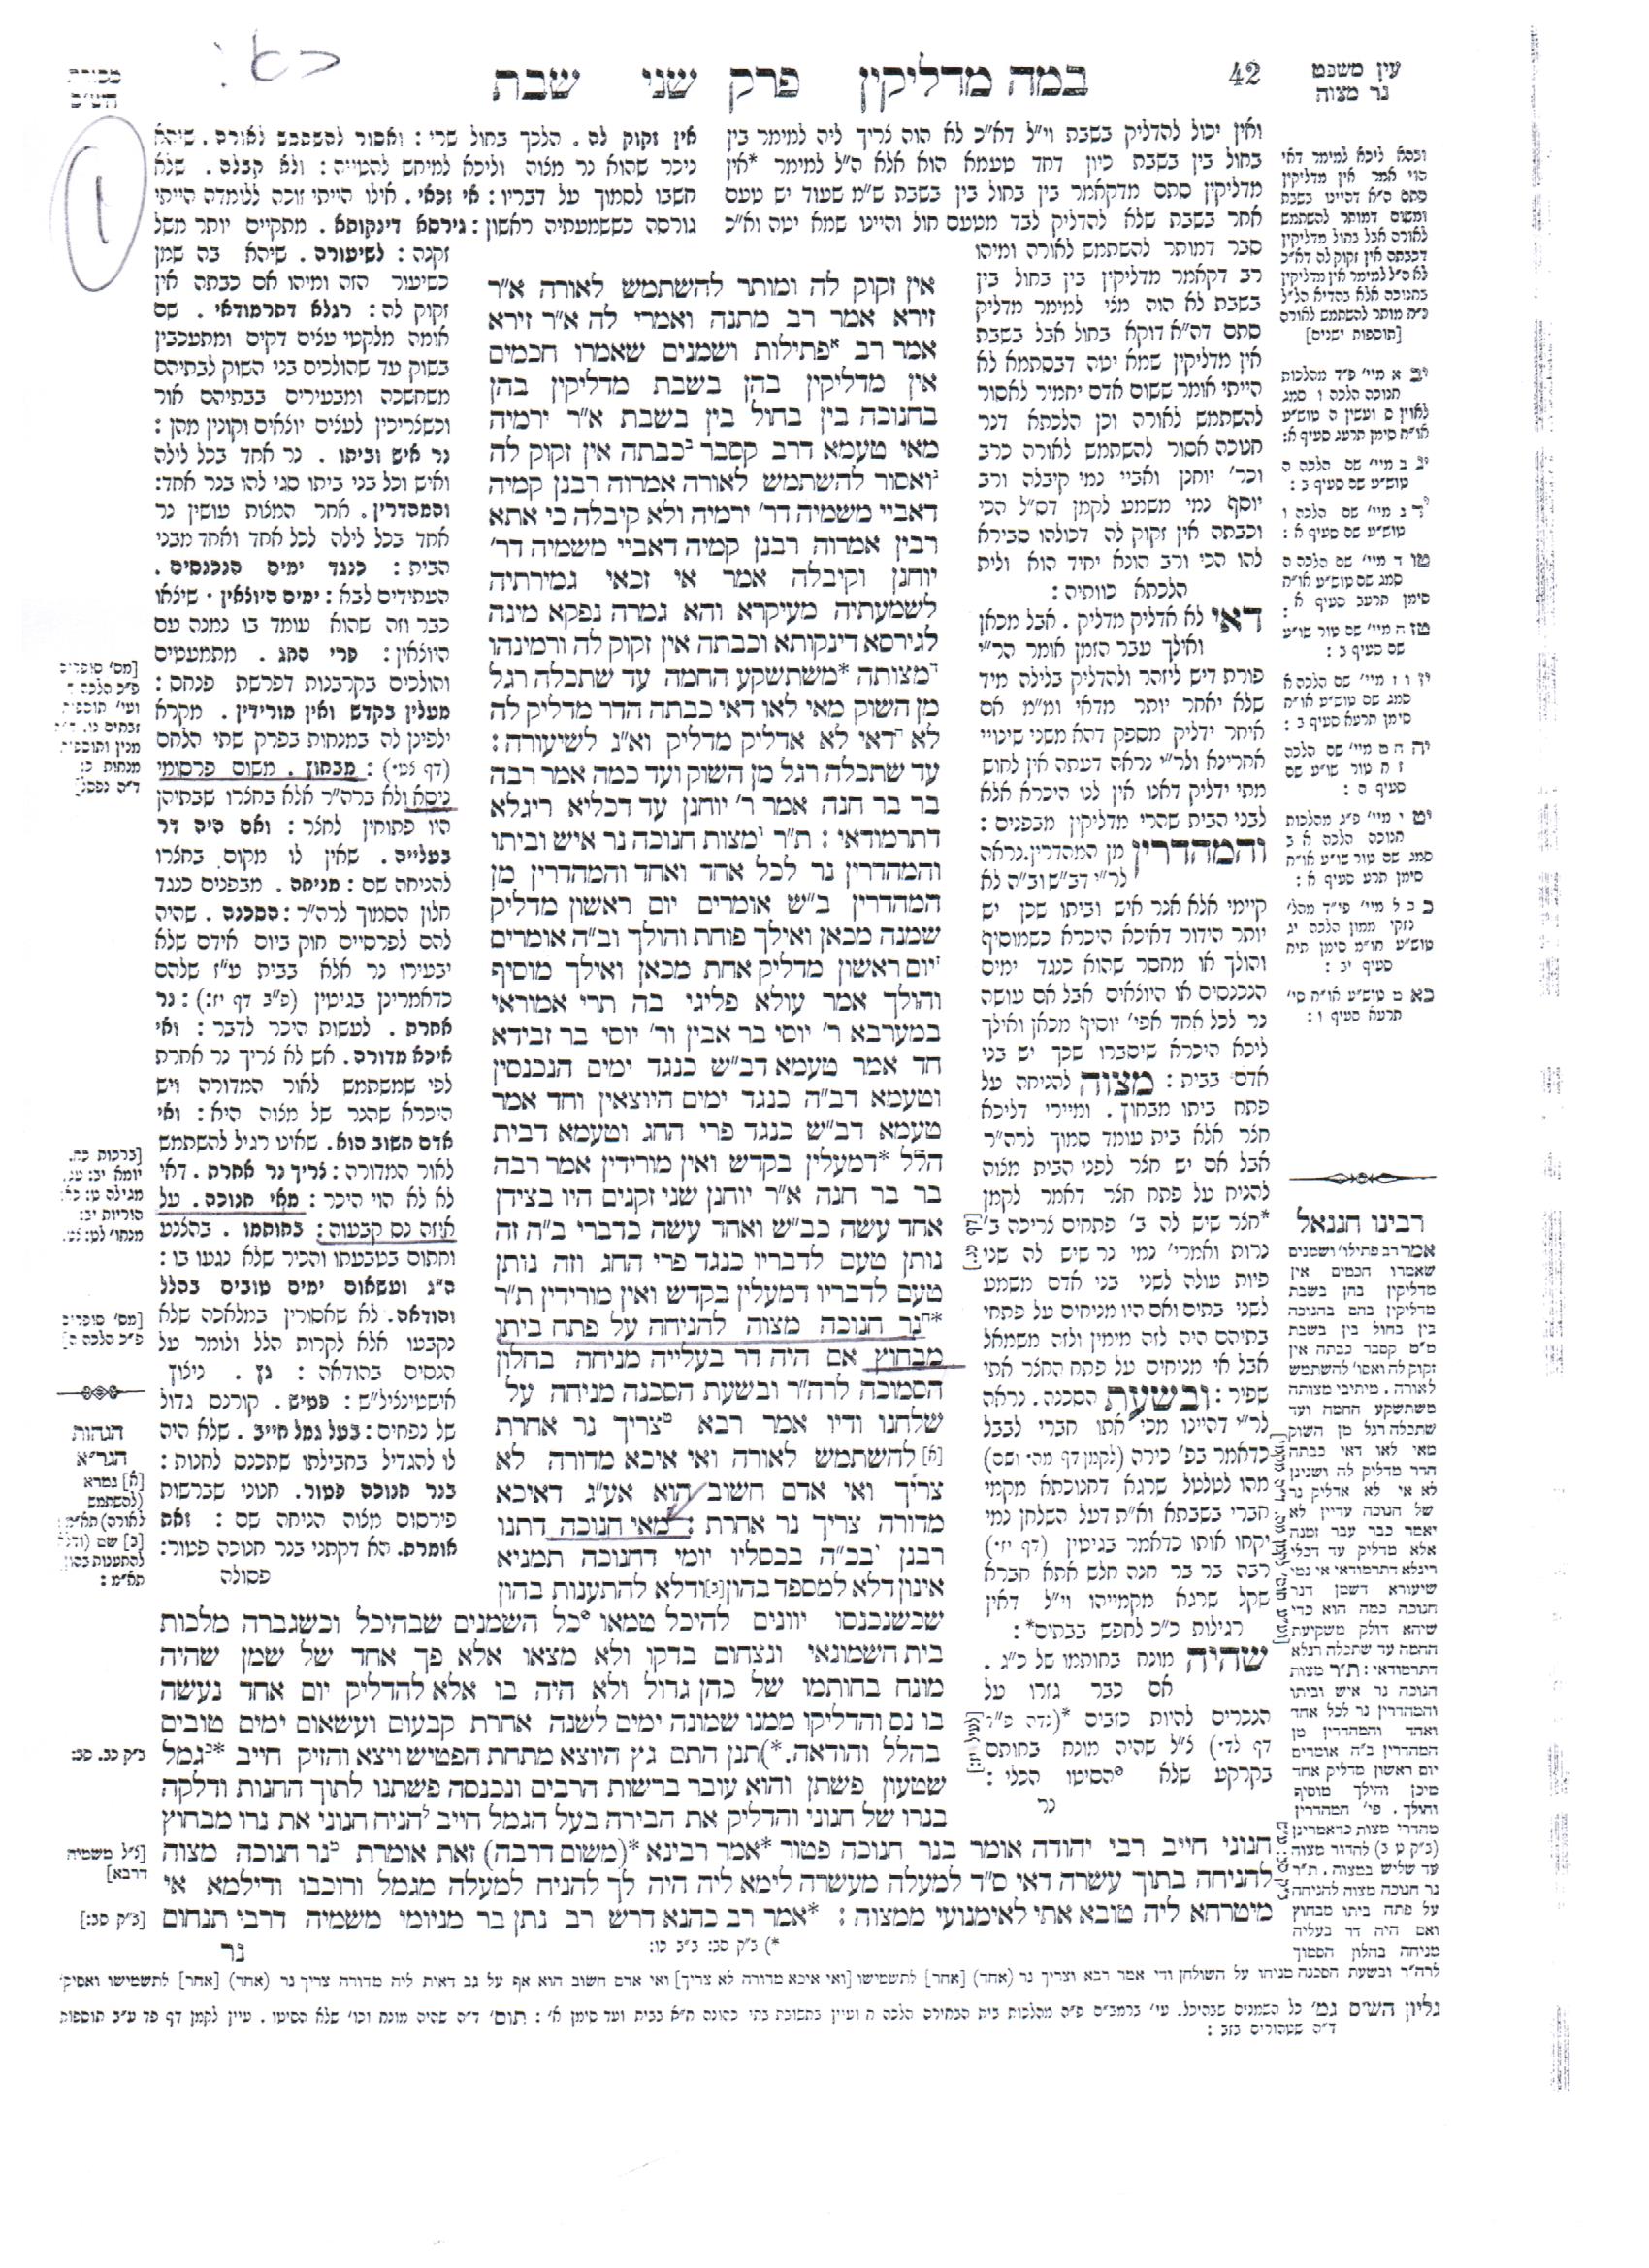 עין משפט
נר מצוה
42
במה מדליקין פרק שני שבת
כא:
מסורת
הש״ס
ואין יכול להדליק בשבת וי״ל דא״כ לא הוה צריך ליה למימר בין
בחול בין בשבת כיון דחד טעמא הוא אלא ה״ל למימר *אין
מדליקין סתם מדקאמר בין בחול בין בשבת ש״מ שעוד יש טעם
אחר בשבת שלא להדליק לבד מטעם חול והיינו שמא יטה וא״כ
סבר דמותר להשתמש לאורה ומיהו
רב דקאמר מדליקין בין בחול בין
בשבת לא הוה מצי למימר מדליק
סתם דה״א דוקא בחול אבל בשבת
אין מדליקין שמא יטה דבסתמא לא
הייתי אומר ששום אדם יחמיר לאסור
להשתמש לאורה וכן הלכתא דנר
חנוכה אסור להשתמש לאורה כרב
וכר׳ יוחנן ואביי נמי קיבלה ורב
יוסף נמי משמע לקמן דס״ל הכי
וכבתה אין זקוק לה דכולהו סבירא
להו הכי ורב הונא יחיד הוא ולית
הלכתא כוותיה :
דאי לא אדליק מדליק . אבל מכאן
ואילך עבר הזמן אומר הר״י
פורת דיש ליזהר ולהדליק בלילה מיד
שלא יאחר יותר מדאי ומ״מ אם
איחר ידליק מספק דהא משני שינויי
אחרינא ולר״י נראה דעתה אין לחוש
מתי ידליק דאנו אין לנו היכרא אלא
לבני הבית שהרי מדליקין מבפנים :
והמהדרין מן המהדרין.נראה
לר״י דב״ש וב״ה לא
קיימי אלא אנר איש וביתו שכן יש
יותר הידור דאיכא היכרא כשמוסיף
והולך או מחסר שהוא כנגד ימים
הנכנסים או היוצאים אבל אם עושה
נר לכל אחד אפי׳ יוסיף מכאן ואילך
ליכא היכרא שיסברו שכך יש בני
אדם בבית : מצוה להניחה על
פתח ביתו מבחוץ . ומיירי דליכא
חצר אלא בית עומד סמוך לרה״ר
אבל אם יש חצר לפני הבית מצוה
להניח על פתח חצר דאמר לקמן
*חצר שיש לה ב׳ פתחים צריכה ב׳
נרות ואמרי׳ נמי נר שיש לה שני
פיות עולה לשני בני אדם משמע
לשני בתים ואם היו מניחים על פתחי
בתיהם היה לזה מימין ולזה משמאל
אבל אי מניחים על פתח החצר אתי
שפיר : ובשעת הסכנה. נראה
לר״י דהיינו מכי אתו חברי לבבל
כדאמר בפ׳ כירה (לקמן דף מה. ושם)
מהו לטלטל שרגא דחנוכתא מקמי
חברי בשבתא וא״ת דעל השלחן נמי
יקחו אותו כדאמר בגיטין (דף יז.)
רבה בר בר חנה חלש אתא חברא
שקל שרגא מקמייהו וי״ל דאין
רגילות כ״כ לחפש בבתים* :
שהיה מונח בחותמו של כ״ג .
אם כבר גזרו על
הנכרים להיות כזבים *(נדה פ״ד
דף לד.) צ״ל שהיה מונח בחותם
בקרקע שלא °הסיטו הכלי :
נר
אין זקוק לה ומותר להשתמש לאורה א״ר
זירא אמר רב מתנה ואמרי לה א״ר זירא
אמר רב א פתילות ושמנים שאמרו חכמים
אין מדליקין בהן בשבת מדליקין בהן
בחנוכה בין בחול בין בשבת א״ר ירמיה
מאי טעמא דרב קסבר ב כבתה אין זקוק לה
ג ואסור להשתמש לאורה אמרוה רבנן קמיה
דאביי משמיה דר׳ ירמיה ולא קיבלה כי אתא
רבין אמרוה רבנן קמיה דאביי משמיה דר׳
יוחנן וקיבלה אמר אי זכאי גמירתיה
לשמעתיה מעיקרא והא גמרה נפקא מינה
לגירסא דינקותא וכבתה אין זקוק לה ורמינהו
ד מצותה *משתשקע החמה עד שתכלה רגל
מן השוק מאי לאו דאי כבתה הדר מדליק לה
לא ה דאי לא אדליק מדליק וא״נ לשיעורה :
עד שתכלה רגל מן השוק ועד כמה אמר רבה
בר בר חנה אמר ר׳ יוחנן עד דכליא ריגלא
דתרמודאי : ת״ר ו מצות חנוכה נר איש וביתו
והמהדרין נר לכל אחד ואחד והמהדרין מן
המהדרין ב״ש אומרים יום ראשון מדליק
שמנה מכאן ואילך פוחת והולך וב״ה אומרים
ז יום ראשון מדליק אחת מכאן ואילך מוסיף
והולך אמר עולא פליגי בה תרי אמוראי
במערבא ר׳ יוסי בר אבין ור׳ יוסי בר זבידא
חד אמר טעמא דב״ש כנגד ימים הנכנסין
וטעמא דב״ה כנגד ימים היוצאין וחד אמר
טעמא דב״ש כנגד פרי החג וטעמא דבית
הלל *דמעלין בקדש ואין מורידין אמר רבה
בר בר חנה א״ר יוחנן שני זקנים היו בצידן
אחד עשה כב״ש ואחד עשה כדברי ב״ה זה
נותן טעם לדבריו כנגד פרי החג וזה נותן
טעם לדבריו דמעלין בקדש ואין מורידין ת״ר
*ח נר חנוכה מצוה להניחה על פתח ביתו
מבחוץ אם היה דר בעלייה מניחה בחלון
הסמוכה לרה״ר ובשעת הסכנה מניחה על
שלחנו ודיו אמר רבא ט צריך נר אחרת
[א] להשתמש לאורה ואי איכא מדורה לא
צריך ואי אדם חשוב הוא אע״ג דאיכא
מדורה צריך נר אחרת : מאי חנוכה דתנו
רבנן י בכ״ה בכסליו יומי דחנוכה תמניא
אינון דלא למספד בהון [ב] ודלא להתענות בהון
שכשנכנסו יוונים להיכל טמאו °כל השמנים שבהיכל וכשגברה מלכות
בית חשמונאי ונצחום בדקו ולא מצאו אלא פך אחד של שמן שהיה
מונח בחותמו של כהן גדול ולא היה בו אלא להדליק יום אחד נעשה
בו נס והדליקו ממנו שמונה ימים לשנה אחרת קבעום ועשאום ימים טובים
בהלל והודאה.*)תנן התם גץ היוצא מתחת הפטיש ויצא והזיק חייב *כ גמל
שטעון פשתן והוא עובר ברשות הרבים ונכנסה פשתנו לתוך החנות ודלקה
בנרו של חנוני והדליק את הבירה בעל הגמל חייב ל הניח חנוני את נרו מבחוץ
חנוני חייב רבי יהודה אומר בנר חנוכה פטור *אמר רבינא *(משום דרבה) זאת אומרת מ נר חנוכה מצוה
להניחה בתוך עשרה דאי ס״ד למעלה מעשרה לימא ליה היה לך להניח למעלה מגמל ורוכבו ודילמא אי
מיטרחא ליה טובא אתי לאימנועי ממצוה : *אמר רב כהנא דרש רב נתן בר מניומי משמיה דרבי תנחום
נר
*) ב״ק סב: ב״ב כו:
אין זקוק לה . הלכך בחול שרי : ואסור להשתמש לאורה . שיהא
ניכר שהוא נר מצוה וליכא למיחש להטייה : ולא קבלה . שלא
חשבו לסמוך על דבריו : אי זכאי . אילו הייתי זוכה ללומדה הייתי
גורסה כששמעתיה ראשון : גירסא דינקותא . מתקיים יותר משל
זקנה : לשיעורה . שיהא בה שמן
כשיעור הזה ומיהו אם כבתה אין
זקוק לה : רגלא דתרמודאי . שם
אומה מלקטי עצים דקים ומתעכבין
בשוק עד שהולכים בני השוק לבתיהם
משחשכה ומבעירים בבתיהם אור
וכשצריכין לעצים יוצאים וקונין מהן :
נר איש וביתו . נר אחד בכל לילה
ואיש וכל בני ביתו סגי להו בנר אחד:
והמהדרין . אחר המצות עושין נר
אחד בכל לילה לכל אחד ואחד מבני
הבית : כנגד ימים הנכנסים .
העתידים לבא : ימים היוצאין . שיצאו
כבר וזה שהוא עומד בו נמנה עם
היוצאין : פרי החג . מתמעטים
והולכים בקרבנות דפרשת פנחס :
מעלין בקדש ואין מורידין . מקרא
ילפינן לה במנחות בפרק שתי הלחם
(דף צט.) : מבחוץ . משום פרסומי
ניסא ולא ברה״ר אלא בחצרו שבתיהן
היו פתוחין לחצר : ואם היה דר
בעלייה . שאין לו מקום בחצרו
להניחה שם : מניחה . מבפנים כנגד
חלון הסמוך לרה״ר : הסכנה . שהיה
להם לפרסיים חוק ביום אידם שלא
יבעירו נר אלא בבית ע״ז שלהם
כדאמרינן בגיטין (פ״ב דף יז:) : נר
אחרת . לעשות היכר לדבר : ואי
איכא מדורה. אש לא צריך נר אחרת
לפי שמשתמש לאור המדורה ויש
היכרא שהנר של מצוה היא : ואי
אדם חשוב הוא. שאינו רגיל להשתמש
לאור המדורה : צריך נר אחרת . דאי
לא לא הוי היכר : מאי חנוכה. על
איזה נס קבעוה : בחותמו . בהצנע
וחתום בטבעתו והכיר שלא נגעו בו :
ה״ג ועשאום ימים טובים בהלל
והודאה. לא שאסורין במלאכה שלא
נקבעו אלא לקרות הלל ולומר על
הנסים בהודאה : גץ . ניצוץ
אישטינציל״ש : פטיש . קורנס גדול
של נפחים : בעל גמל חייב . שלא היה
לו להגדיל בחבילתו שתכנס לחנות :
בנר חנוכה פטור. חנוני שברשות
פירסום מצוה הניחה שם : זאת
אומרת. הא דקתני בנר חנוכה פטור:
פסולה
ובסא ליכא למימר דאי
הוי אמר אין מדליקין
סתם ה״א דהיינו בשבת
ומשום דמותר להשתמש
לאורה אבל בחול מדליקין
דכבתה אין זקוק לה דא״כ
לא ה״ל למימר אין מדליקין
בחנוכה אלא בהדיא הל״ל
[תוספות ישנים]
יב א מיי׳ פ״ד מהלכות
חנוכה הלכה ו סמג
לאוין ס ועשין ה טוש״ע
או״ח סימן תרעג סעיף א:
יג ב מיי׳ שם הלכה ה
טוש״ע שם סעיף ב :
יד ג מיי׳ שם הלכה ו
טוש״ע שם סעיף א :
טו ד מיי׳ שם הלכה ה
סמג שם טוש״ע או״ח
סימן תרעב סעיף א :
טז ה מיי׳ שם טור שו״ע
שם סעיף ב :
יז ו ז מיי׳ שם הלכה א
סמג שם טוש״ע או״ח
סימן תרעא סעיף ב :
יח ח ט מיי׳ שם הלכה
ז ח טור שו״ע שם
סעיף ה :
יט י מיי׳ פ״ג מהלכות
חנוכה הלכה א ב
סמג שם טור שו״ע או״ח
סימן תרע סעיף א :
כ כ ל מיי׳ פי״ד מהל׳
נזקי ממון הלכה יג
טוש״ע חו״מ סימן תיח
סעיף יב :
כא מ טוש״ע או״ח סי׳
תרעא סעיף ו :
רבינו חננאל
אמר רב פתילו׳ ושמנים
שאמרו חכמים אין
מדליקין בהן בשבת
מדליקין בהם בחנוכה
בין בחול בין בשבת
ט״ם קסבר כבתה אין
זקוק לה ואסו׳ להשתמש
לאורה . מיתיבי מצותה
משתשקע החמה ועד
שתכלה רגל מן השוק
מאי לאו דאי כבתה
הדר מדליק לה ושנינן
לא אי לא אדליק נר
של חנוכה עדיין לא
יאמר כבר עבר זמנה
אלא מדליק עד דכלי
ריגלא דתרמודאי אי נמי
שיעורא דשמן דנר
חנוכה כמה הוא כדי
שיהא דולק משקיעת
החמה עד שתכלה רגלא
דתרמודאי : ת״ר מצות
חנוכה נר איש וביתו
והמהדרין נר לכל אחד
ואחד והמהדרין מן
המהדרין ב״ה אומרים
יום ראשון מדליק אחד
מיכן והילך מוסיף
והולך . פי׳ המהדרין
מהדרי מצות כדאמרינן
(ב״ק ט ב) להדור מצוה
עד שליש במצוה . ת״ר
נר חנוכה מצוה להניחה
על פתח ביתו מבחוץ
ואם היה דר בעליה
מניחה בחלון הסמוך
לרה״ר ובשעת הסכנה מניחו על השולחן ודי אמר רבא וצריך נר (אחד) [אחר] לתשמישו [ואי איכא מדורה לא צריך] ואי אדם חשוב הוא אף על גב דאית ליה מדורה צריך נר (אחד) [אחר] לתשמישו ואסיק׳
גליון הש״ס גמ׳ כל השמנים שבהיכל. עי׳ ברמב״ם פ״ה מהלכות בית הבחירה הלכה ועיין בתשובת בתי כהונה ח״א בבית ועד סימן א׳ : תוס׳ ד״ה שהיה מונח וכו׳ שלא הסיטו . עיין לקמן דף פד ע״ב תוספות
[מס׳ סופרים
פ״כ הלכה
[ברכות כח.
יומא יב:
מגילה
הוריות יב:
[מס׳ סופרים
פ״כ הלכה
הגהות
הגר״א
[א] גמרא
(להשתמש
לאורה) תא״מ
[ב] שם
תא״מ :
ב״ק כב. סב:
[צ״ל משמיה
דרבא]
[ב״ק סב:]